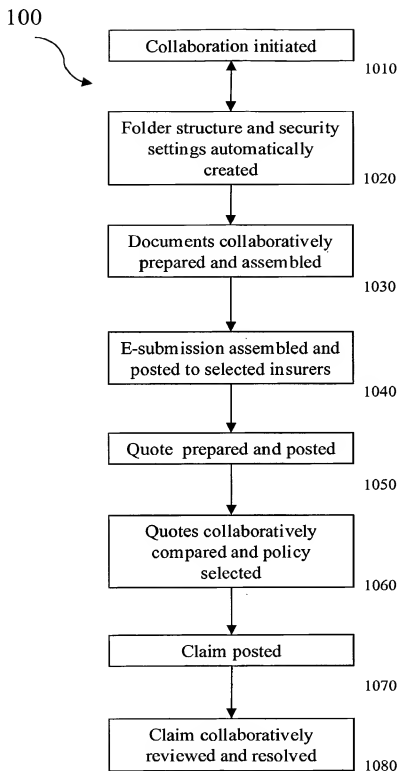 100
Collaboration initiated
1010
Folder structure and security
settings automatically
created
1020
Documents collaboratively
prepared and assembled
1030
E-submission assembled and
posted to selected insurers
1040
Quote prepared and posted
1050
Quotes collaboratively
compared and policy
selected
1060
Claim posted
1070
Claim collaboratively
reviewed and resolved
1080